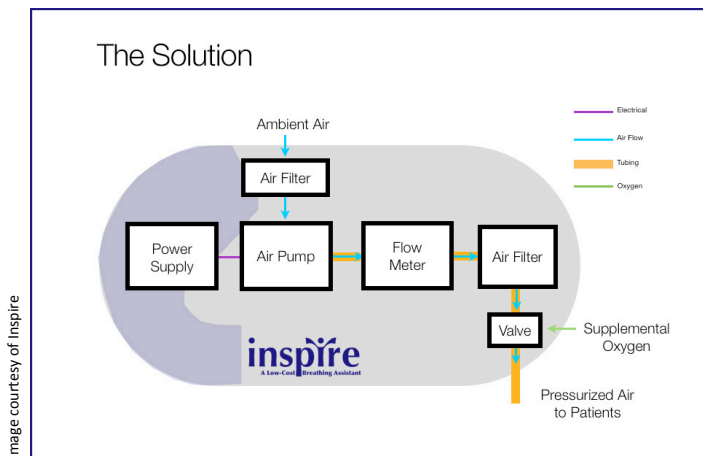 The Solution
Electrical
Air Flow
Tubing
Oxygen
Ambient Air
Air Filter
Power
Supply
Air Pump
Flow
Meter
Air Filter
Valve
Supplemental
Oxygen
inspire
A Low-Cost Breathing Assistant
Pressurized Air
to Patients
mage courtesy of Inspire